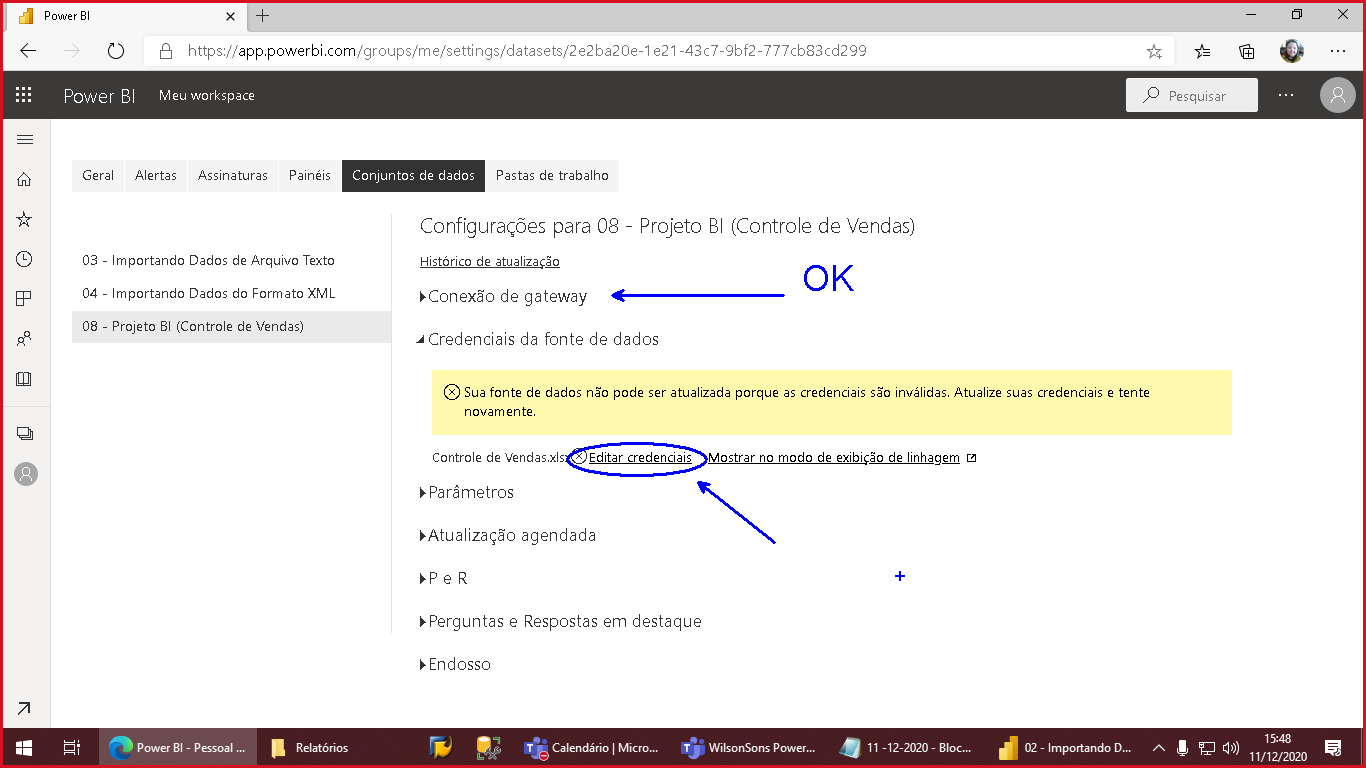 Power BI
https://app.powerbi.com/groups/me/settings/datasets/2e2ba20e-1e21-43c7-9bf2-777cb83cd299
Power BI Meu workspace Pesquisar
Geral Alertas Assinaturas Painéis Conjuntos de dados Pastas de trabalho
03 - Importando Dados de Arquivo Texto
04 - Importando Dados do Formato XML
08 - Projeto BI (Controle de Vendas)
Configurações para 08 - Projeto BI (Controle de Vendas)
Histórico de atualização
Conexão de gateway
OK
Credenciais da fonte de dados
Sua fonte de dados não pode ser atualizada porque as credenciais são inválidas. Atualize suas credenciais e tente
novamente.
Controle de Vendas.xlsx Editar credenciais Mostrar no modo de exibição de linhagem
Parâmetros
Atualização agendada
P e R
Perguntas e Respostas em destaque
Endosso
Power BI - Pessoal ... Relatórios Calendário | Micro... WilsonSons Power... 11 -12-2020 - Bloc... 02 - Importando D... 15:48
11/12/2020